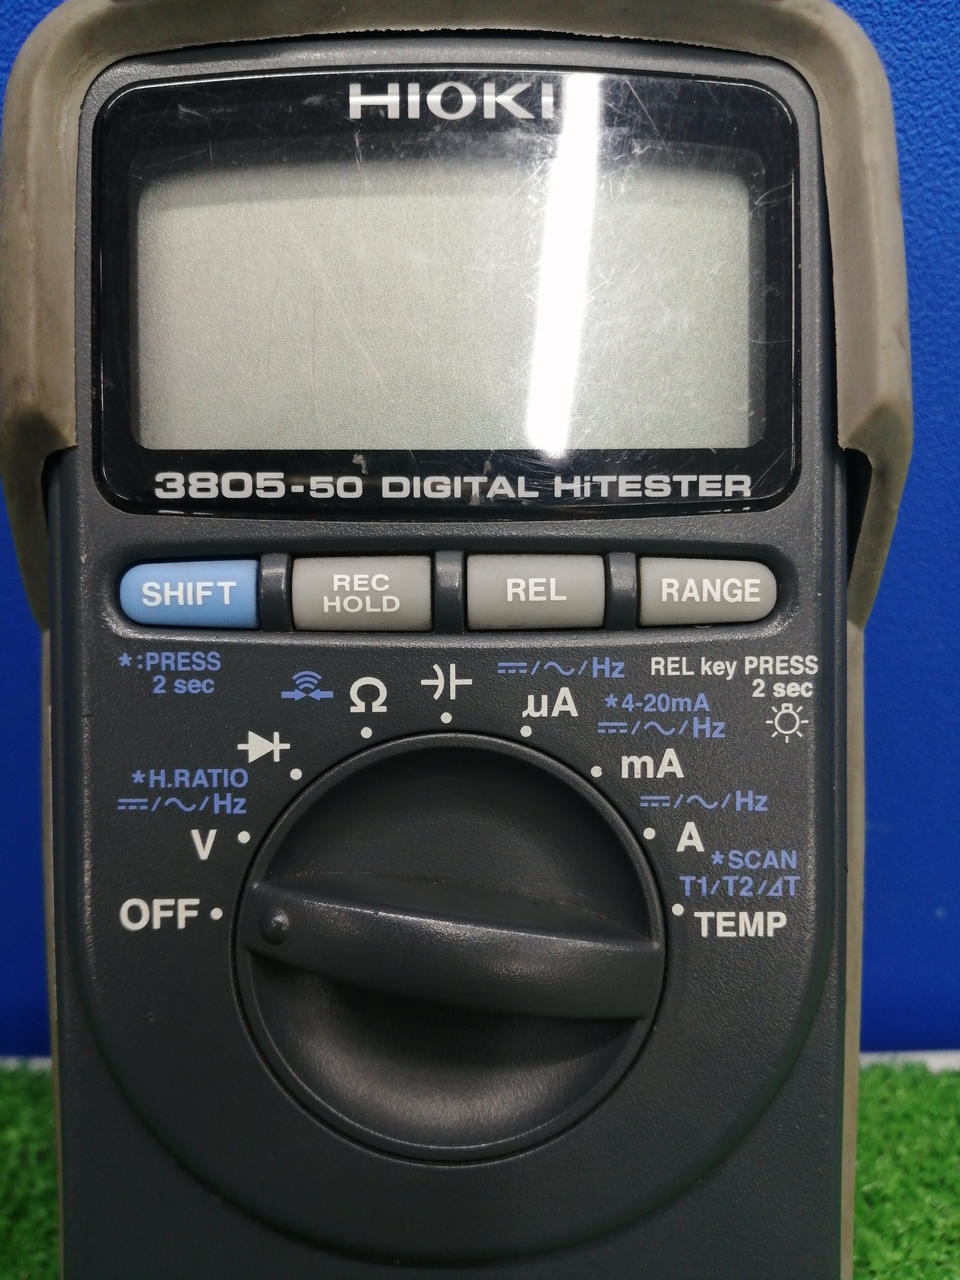 HIOKI
3805-50 DIGITAL HiTESTER
SHIFT
REC
HOLD
REL
RANGE
*:PRESS
2 sec
REL key PRESS
2 sec
Ω
⎓/～/Hz
μA
*4-20mA
⎓/～/Hz
mA
*H.RATIO
⎓/～/Hz
V
⎓/～/Hz
A
*SCAN
T1/T2/ΔT
TEMP
OFF